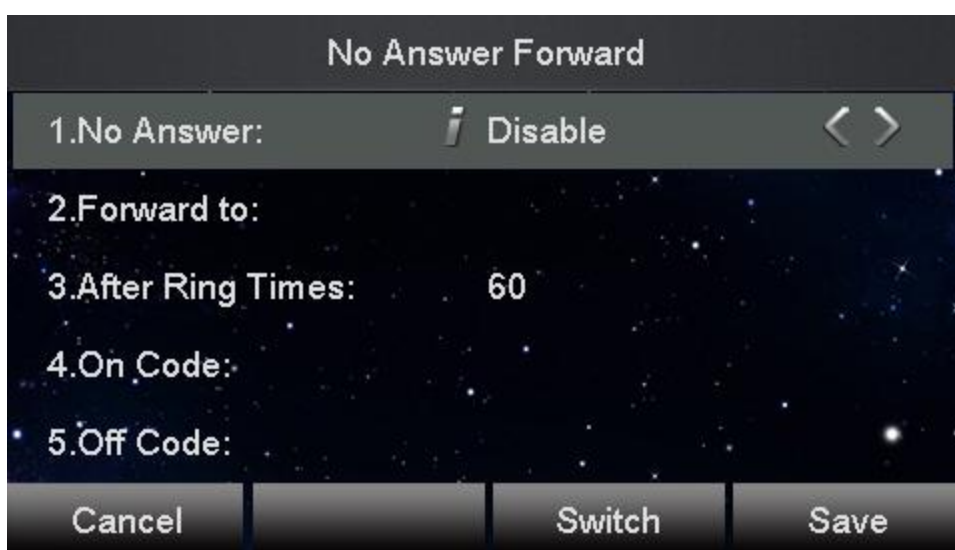 No Answer Forward
1.No Answer: i Disable
2.Forward to:
3.After Ring Times: 60
4.On Code:
5.Off Code:
Cancel Switch Save